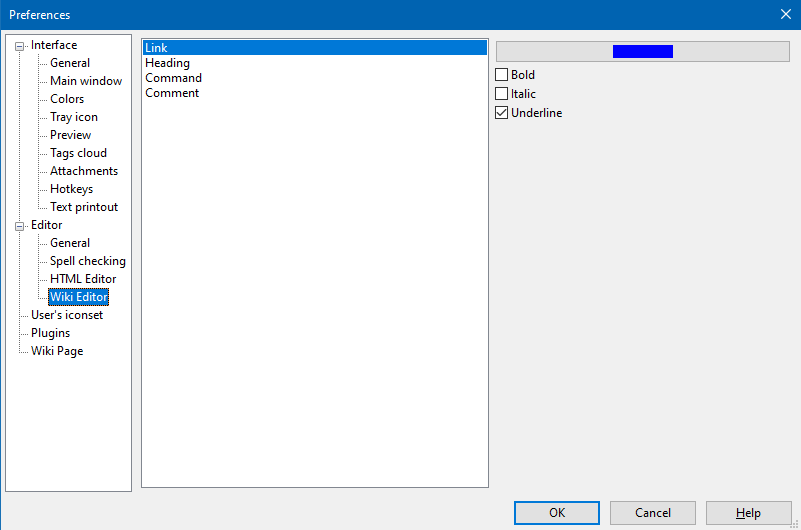 Preferences
Interface
General
Main window
Colors
Tray icon
Preview
Tags cloud
Attachments
Hotkeys
Text printout
Editor
General
Spell checking
HTML Editor
Wiki Editor
User's iconset
Plugins
Wiki Page
Link
Heading
Command
Comment
Bold
Italic
Underline
OK
Cancel
Help